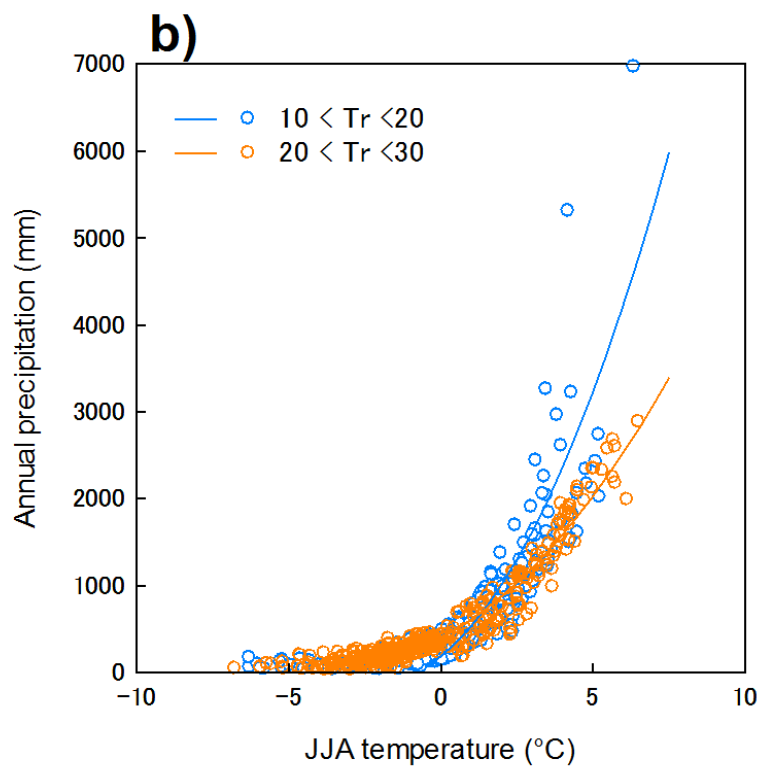 b)
7000
6000
5000
4000
3000
2000
1000
0
Annual precipitation (mm)
10 < Tr <20
20 < Tr <30
−10 −5 0 5 10
JJA temperature (°C)